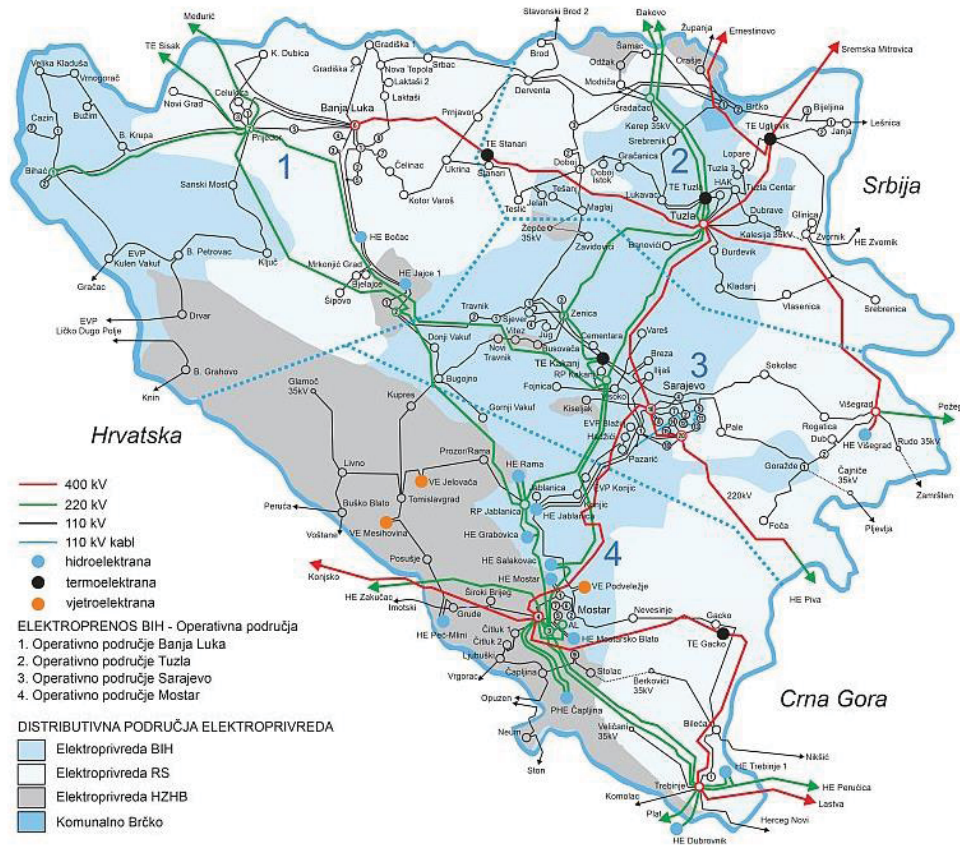 Međurić
TE Sisak
K. Dubica
Gradiška 1
Gradiška 2
Nova Topola
Srbac
Laktaši 2
Laktaši
Slavonski Brod 2
Brod
Đakovo
Županja
Ernestinovo
Šamac
Odžak
Orašje
Modriča
Sremska Mitrovica
Velika Kladuša
Vrnograč
Cazin
Bužim
B. Krupa
Bihać
Novi Grad
Celuloza
Prijedor
Banja Luka
Prnjavor
Derventa
Gradačac
Kerep 35kV
Brčko
Bijeljina
Janja
Lešnica
TE Ugljevik
1
TE Stanari
Stanari
Ukrina
Čelinac
Kotor Varoš
Doboj
Doboj Istok
Gračanica
Srebrenik
2
Lopare
Tuzla 3
HAK
TE Tuzla
Tuzla Centar
Lukavac
Tuzla
Dubrave
Kalesija 35kV
Glinica
Zvornik
HE Zvornik
Srbija
Sanski Most
Teslić
Jelah
Tešanj
Maglaj
Žepče 35kV
Zavidovići
Banovići
Đurđevik
Kladanj
Vlasenica
Srebrenica
EVP Kulen Vakuf
B. Petrovac
Ključ
Gračac
HE Bočac
Mrkonjić Grad
Bjelajce
Šipovo
HE Jajce 1
EVP Ličko Dugo Polje
Drvar
B. Grahovo
Knin
Glamoč 35kV
Donji Vakuf
Bugojno
Travnik
Sjever
Vitez
Jug
Novi Travnik
Busovača
Zenica
Cementara
TE Kakanj
RP Kakanj
Vareš
Breza
Ilijaš
3
Sarajevo
Fojnica
Visoko
Kiseljak
EVP Blažuj
Hadžići
Pazarić
Sokolac
Pale
Rogatica
Dub
Goražde
Višegrad
HE Višegrad
Požega
Rudo 35kV
Čajniče 35kV
Zamršten
Pljevlja
Foča
220kV
HE Piva
Hrvatska
Kupres
Gornji Vakuf
Livno
Prozor/Rama
HE Rama
Jablanica
RP Jablanica
HE Jablanica
EVP Konjic
Konjic
VE Jelovača
Buško Blato
Tomislavgrad
Peruća
Voštane
VE Mesihovina
HE Grabovica
Posušje
HE Salakovac
HE Mostar
4
VE Podveležje
Mostar
Konjsko
HE Zakučac
Imotski
Široki Brijeg
Grude
HE Peć-Mlini
Čitluk 1
Čitluk 2
AL
HE Mostarsko Blato
Nevesinje
Gacko
TE Gacko
Ljubuški
Vrgorac
Čapljina
Stolac
Berkovići 35kV
Opuzen
PHE Čapljina
Neum
Ston
Veličani 35kV
Bileća
Crna Gora
Nikšić
Trebinje
HE Trebinje 1
Komolac
HE Perućica
Lastva
Plat
HE Dubrovnik
Herceg Novi
400 kV
220 kV
110 kV
110 kV kabl
hidroelektrana
termoelektrana
vjetroelektrana
ELEKTROPRENOS BIH - Operativna područja
1. Operativno područje Banja Luka
2. Operativno područje Tuzla
3. Operativno područje Sarajevo
4. Operativno područje Mostar
DISTRIBUTIVNA PODRUČJA ELEKTROPRIVREDA
Elektroprivreda BIH
Elektroprivreda RS
Elektroprivreda HZHB
Komunalno Brčko